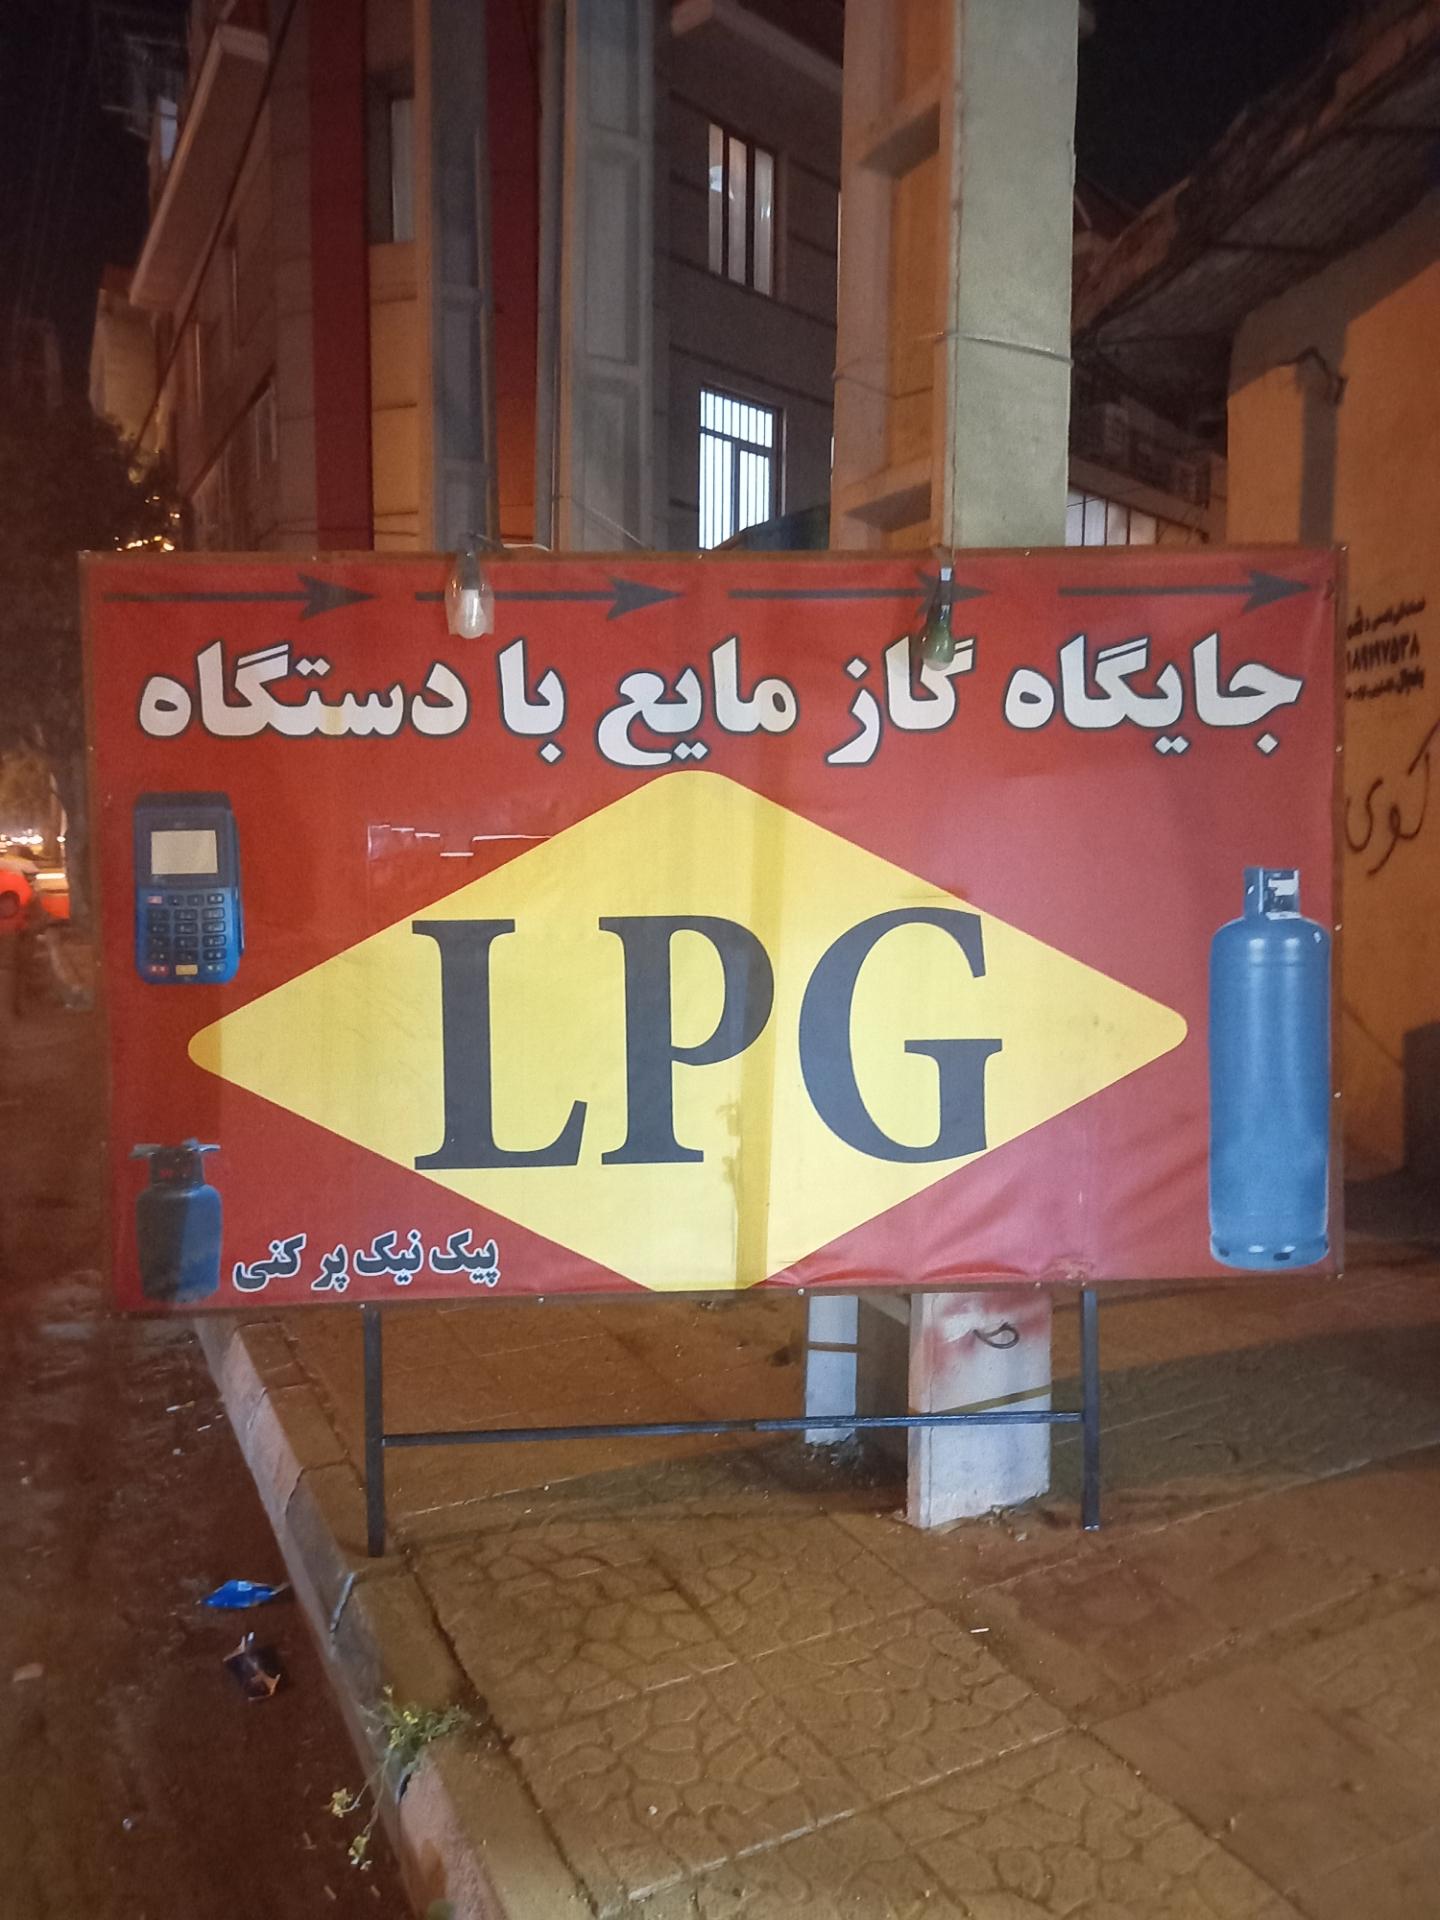 جایگاه گاز مایع با دستگاه
LPG
پیک نیک پر کنی